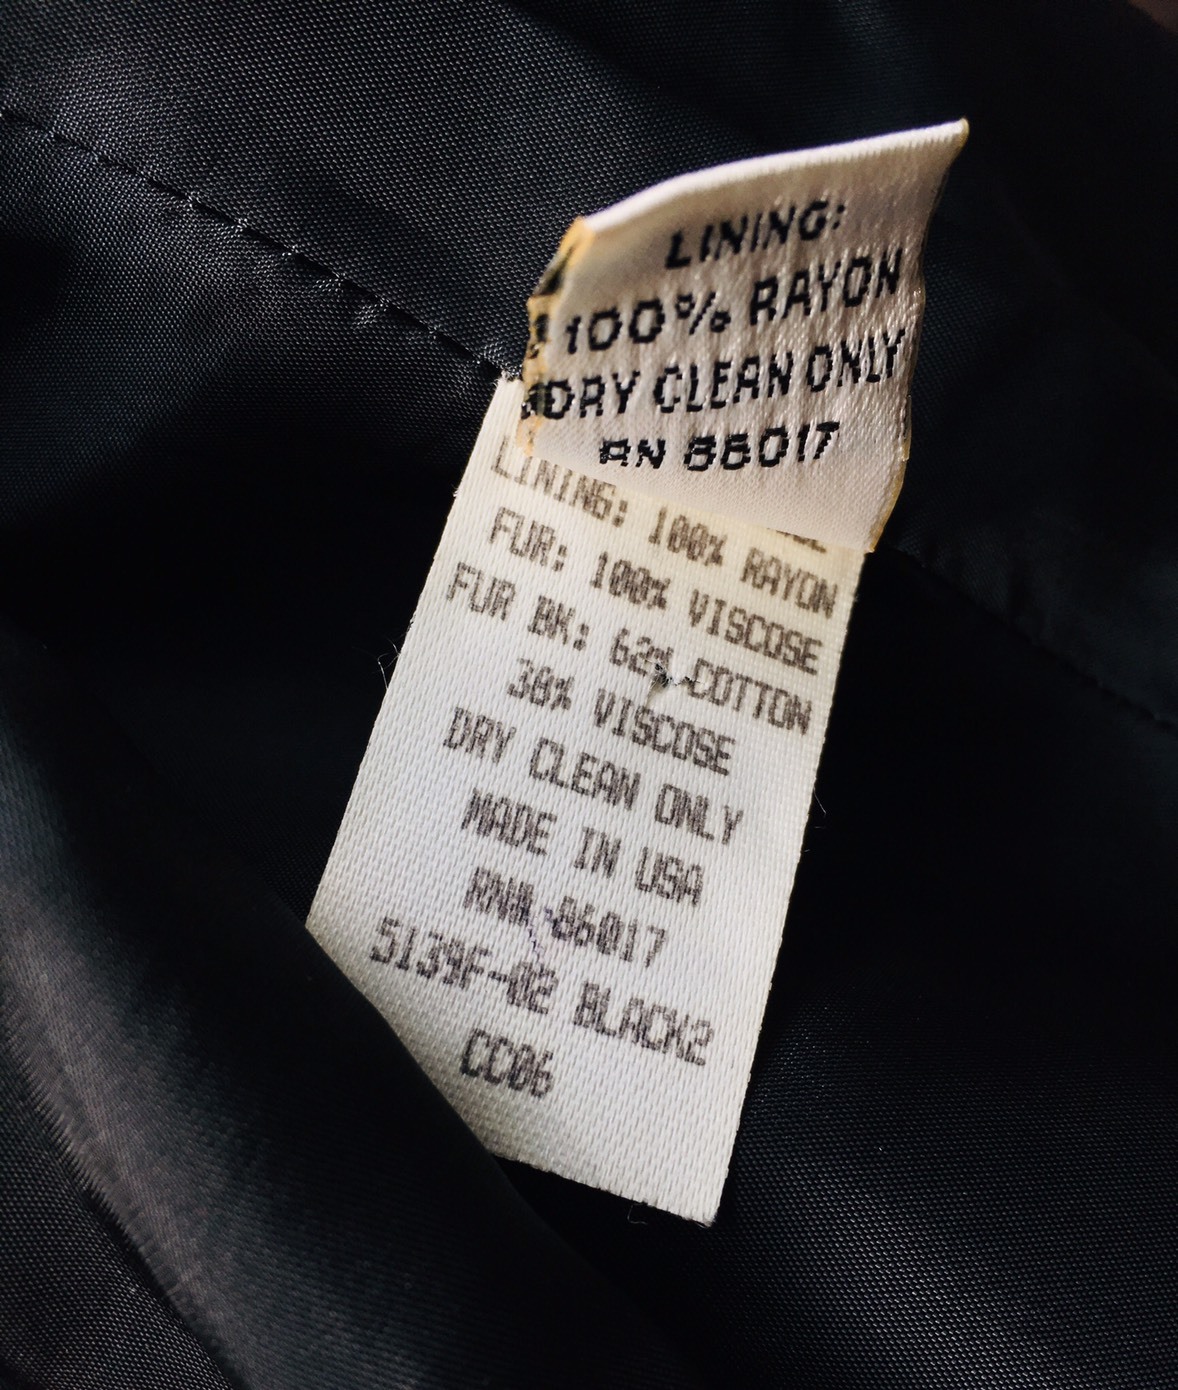 LINING:
100% RAYON
DRY CLEAN ONLY
RN 86017
LINING: 100% RAYON
FUR: 100% VISCOSE
FUR BK: 62% COTTON
38% VISCOSE
DRY CLEAN ONLY
MADE IN USA
RN# 86017
5139F-02 BLACK2
CC06